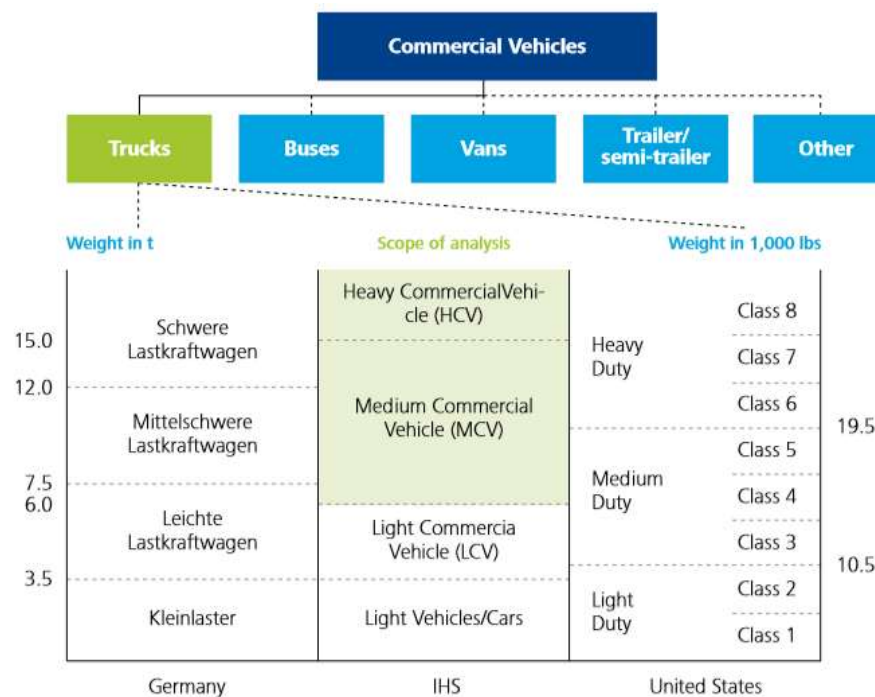 Commercial Vehicles
Trucks
Buses
Vans
Trailer/
semi-trailer
Other
Weight in t
Scope of analysis
Weight in 1,000 lbs
15.0
12.0
7.5
6.0
3.5
Schwere
Lastkraftwagen
Mittelschwere
Lastkraftwagen
Leichte
Lastkraftwagen
Kleinlaster
Heavy CommercialVehi-
cle (HCV)
Medium Commercial
Vehicle (MCV)
Light Commercia
Vehicle (LCV)
Light Vehicles/Cars
Heavy
Duty
Medium
Duty
Light
Duty
Class 8
Class 7
Class 6
Class 5
Class 4
Class 3
Class 2
Class 1
19.5
10.5
Germany
IHS
United States